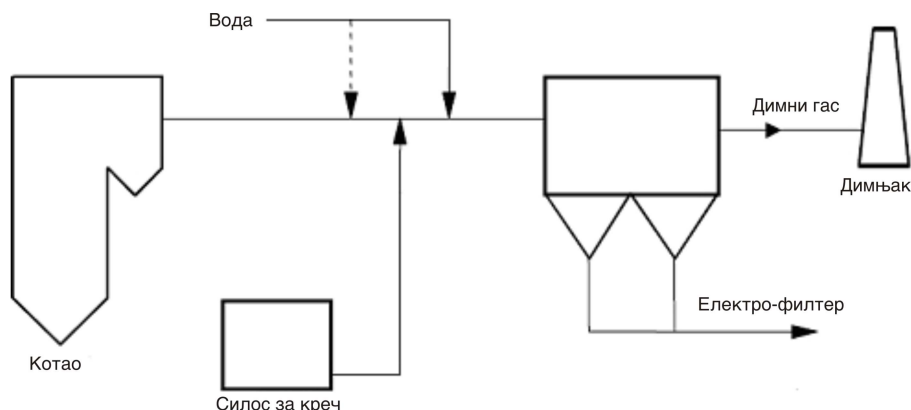 Вода
Димни гас
Димњак
Електро-филтер
Котао
Силос за креч